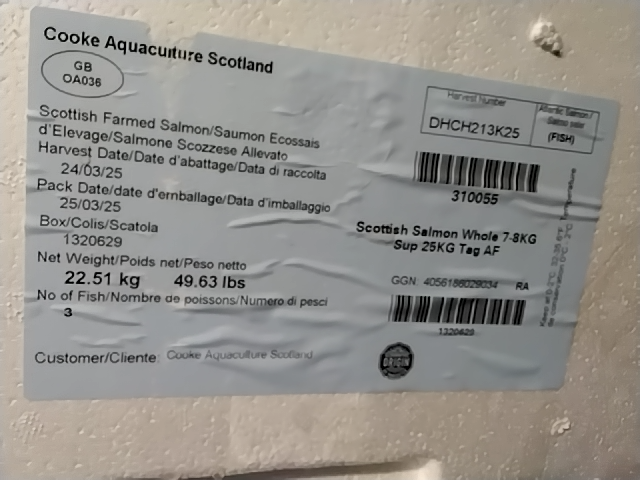 Cooke Aquaculture Scotland
GB
OA036
Scottish Farmed Salmon/Saumon Ecossais
d'Elevage/Salmone Scozzese Allevato
Harvest Date/Date d'abattage/Data di raccolta
24/03/25
Pack Date/date d'emballage/Data d'imballaggio
25/03/25
Box/Colis/Scatola
1320629
Net Weight/Poids net/Peso netto
22.51 kg 49.63 lbs
No of Fish/Nombre de poissons/Numero di pesci
3
Customer/Cliente: Cooke Aquaculture Scotland
Harvest Number
DHCH213K25
Atlantic Salmon/
Salmo salar
(FISH)
310055
Scottish Salmon Whole 7-8KG
Sup 25KG Tag AF
GGN: 4056186029034 RA
1320629